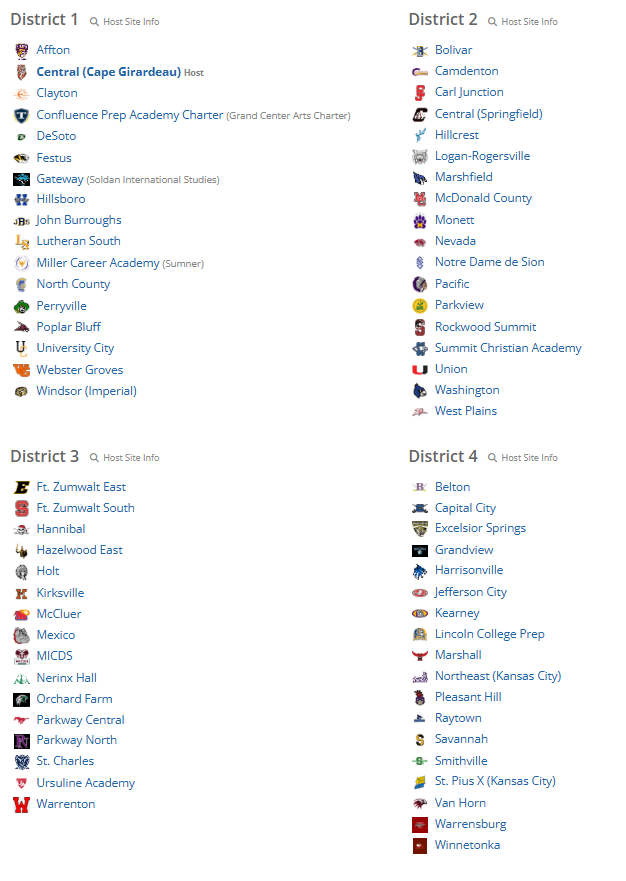 District 1 Host Site Info
Affton
Central (Cape Girardeau) Host
Clayton
Confluence Prep Academy Charter (Grand Center Arts Charter)
DeSoto
Festus
Gateway (Soldan International Studies)
Hillsboro
John Burroughs
Lutheran South
Miller Career Academy (Sumner)
North County
Perryville
Poplar Bluff
University City
Webster Groves
Windsor (Imperial)
District 2 Host Site Info
Bolivar
Camdenton
Carl Junction
Central (Springfield)
Hillcrest
Logan-Rogersville
Marshfield
McDonald County
Monett
Nevada
Notre Dame de Sion
Pacific
Parkview
Rockwood Summit
Summit Christian Academy
Union
Washington
West Plains
District 3 Host Site Info
Ft. Zumwalt East
Ft. Zumwalt South
Hannibal
Hazelwood East
Holt
Kirksville
McCluer
Mexico
MICDS
Nerinx Hall
Orchard Farm
Parkway Central
Parkway North
St. Charles
Ursuline Academy
Warrenton
District 4 Host Site Info
Belton
Capital City
Excelsior Springs
Grandview
Harrisonville
Jefferson City
Kearney
Lincoln College Prep
Marshall
Northeast (Kansas City)
Pleasant Hill
Raytown
Savannah
Smithville
St. Pius X (Kansas City)
Van Horn
Warrensburg
Winnetonka